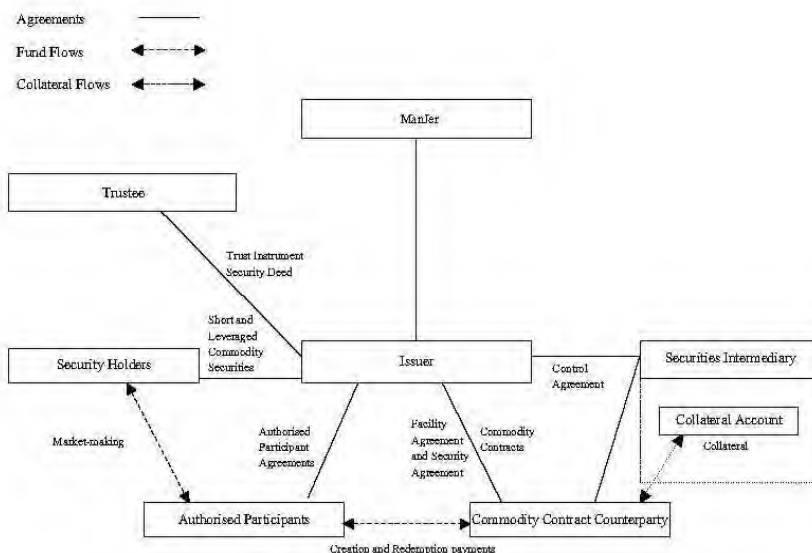 Agreements
Fund Flows
Collateral Flows
ManJer
Trustee
Trust Instrument
Security Deed
Short and
Leveraged
Commodity
Securities
Security Holders
Issuer
Securities Intermediary
Control
Agreement
Collateral Account
Collateral
Market-making
Authorised
Participant
Agreements
Facility
Agreement
and Security
Agreement
Commodity
Contracts
Authorised Participants
Commodity Contract Counterparty
Creation and Redemption payments